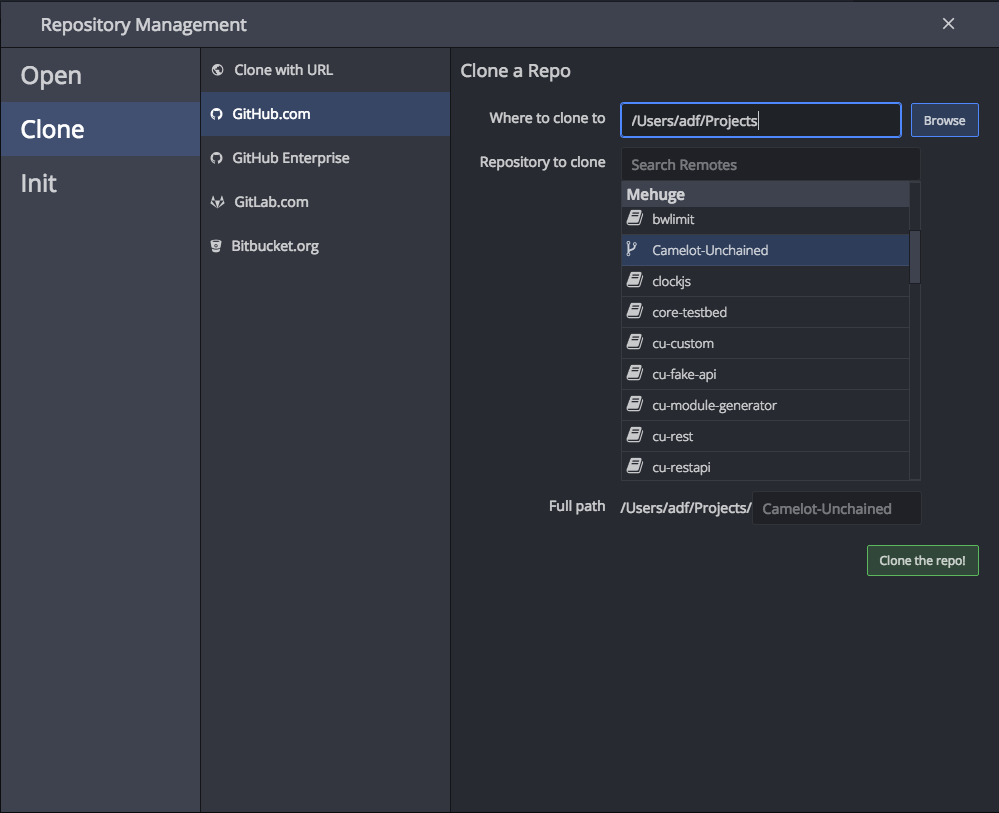 Repository Management
Open
Clone
Init
Clone with URL
GitHub.com
GitHub Enterprise
GitLab.com
Bitbucket.org
Clone a Repo
Where to clone to
/Users/adf/Projects
Browse
Repository to clone
Search Remotes
Mehuge
bwlimit
Camelot-Unchained
clockjs
core-testbed
cu-custom
cu-fake-api
cu-module-generator
cu-rest
cu-restapi
Full path
/Users/adf/Projects/
Camelot-Unchained
Clone the repo!